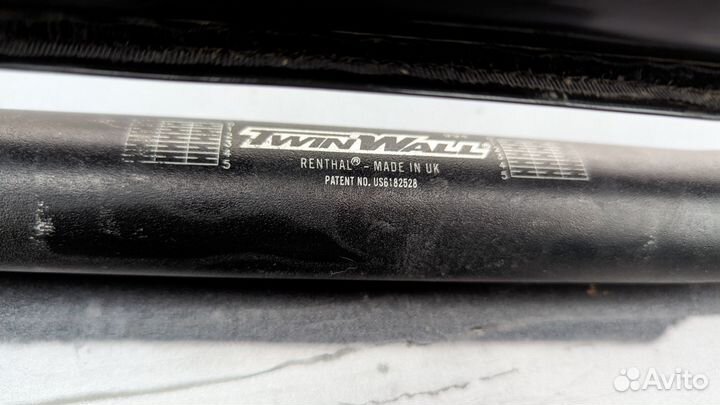 TWINWALL®
RENTHAL® - MADE IN UK
PATENT NO. US6182528
Avito